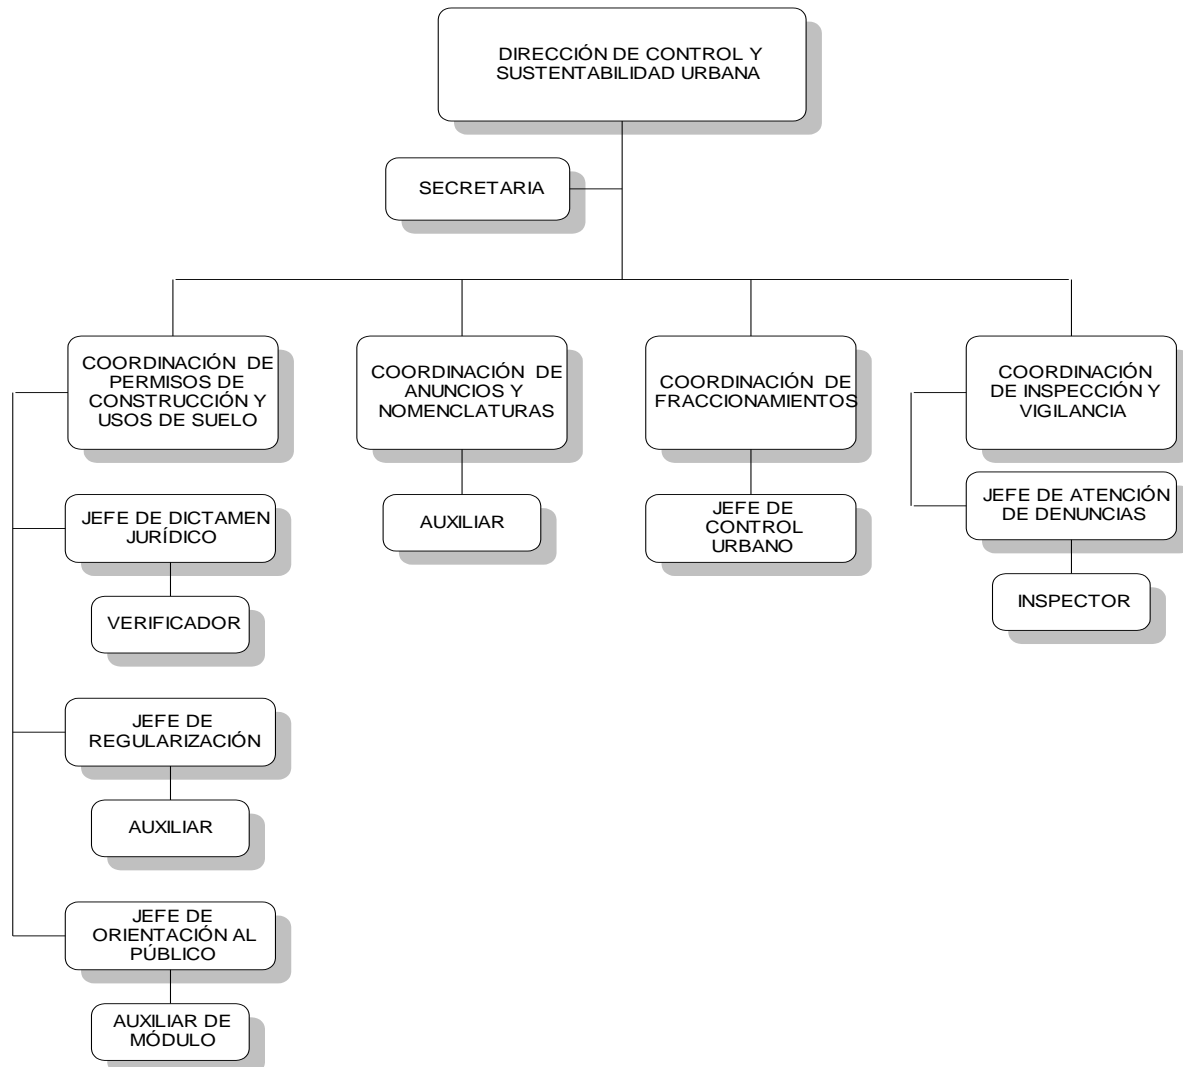 DIRECCIÓN DE CONTROL Y
SUSTENTABILIDAD URBANA
SECRETARIA
COORDINACIÓN DE
PERMISOS DE
CONSTRUCCIÓN Y
USOS DE SUELO
COORDINACIÓN DE
ANUNCIOS Y
NOMENCLATURAS
COORDINACIÓN DE
FRACCIONAMIENTOS
COORDINACIÓN
DE INSPECCIÓN Y
VIGILANCIA
JEFE DE DICTAMEN
JURÍDICO
AUXILIAR
JEFE DE
CONTROL
URBANO
JEFE DE ATENCIÓN
DE DENUNCIAS
VERIFICADOR
INSPECTOR
JEFE DE
REGULARIZACIÓN
AUXILIAR
JEFE DE
ORIENTACIÓN AL
PÚBLICO
AUXILIAR DE
MÓDULO